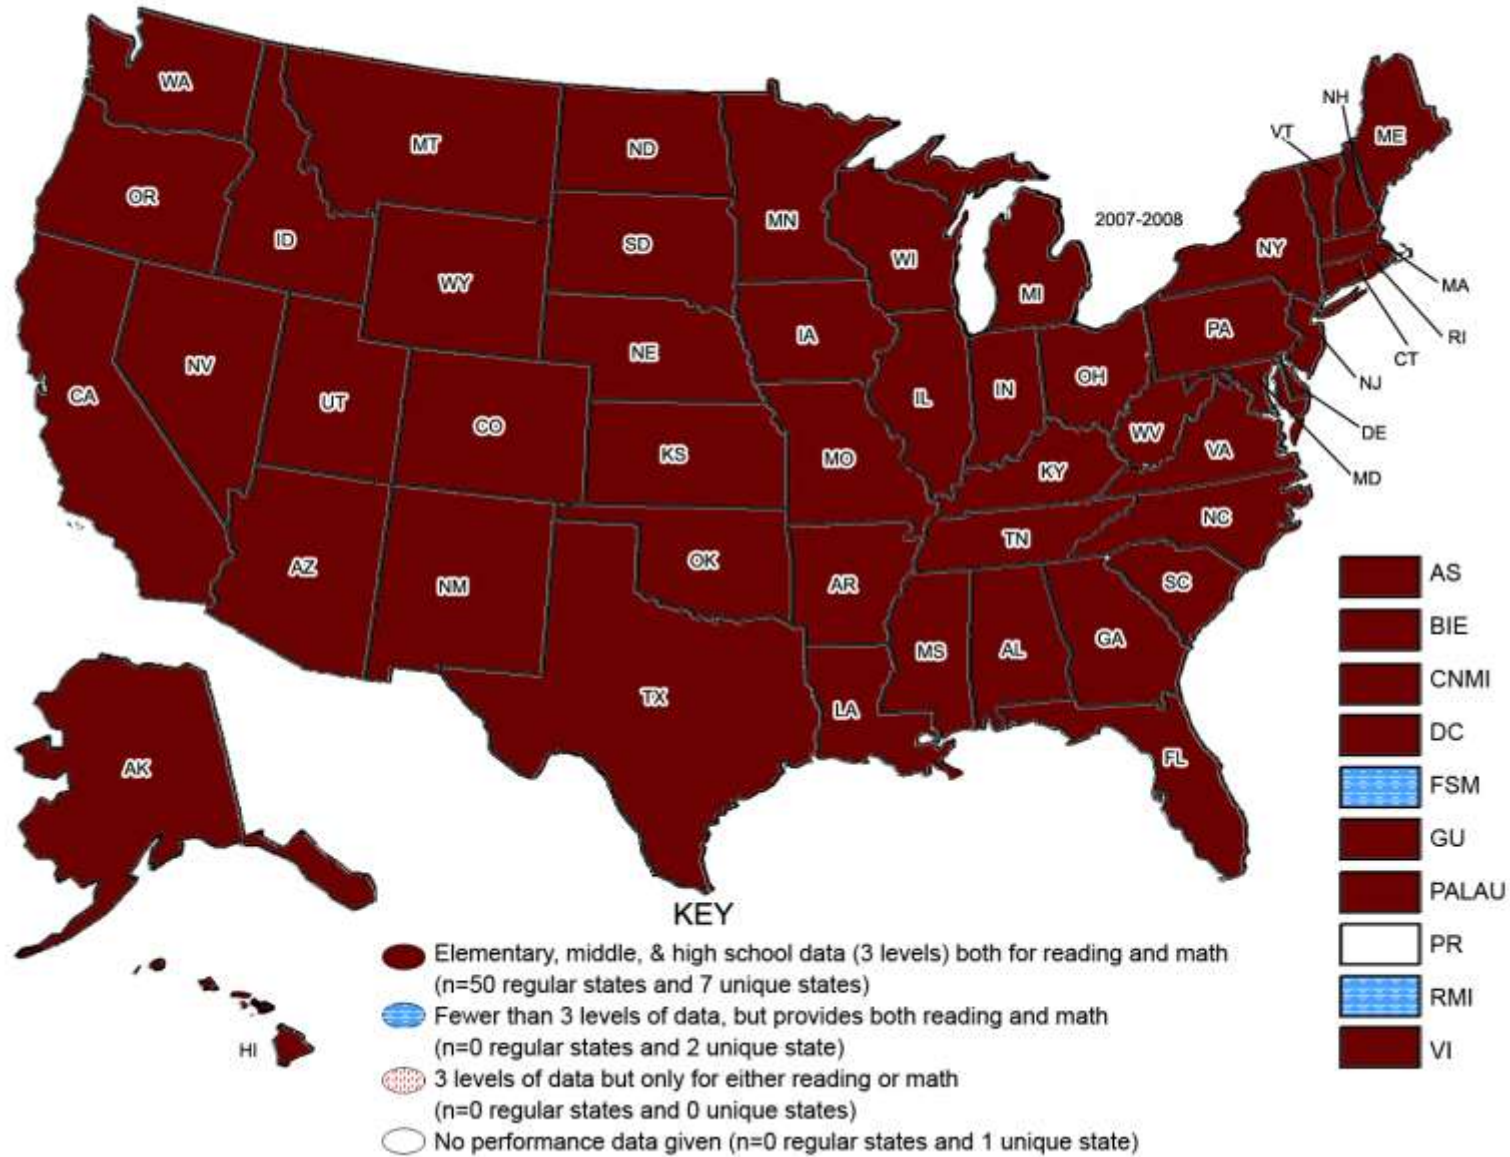 WA
MT
ND
MN
OR
ID
SD
WY
WI
MI
2007-2008
NH
VT
ME
NY
MA
RI
CT
NJ
DE
MD
PA
CA
NV
UT
CO
NE
IA
KS
MO
IL
IN
OH
WV
VA
KY
NC
TN
SC
AZ
NM
OK
AR
TX
LA
MS
AL
GA
FL
AK
HI
AS
BIE
CNMI
DC
FSM
GU
PALAU
PR
RMI
VI
KEY
Elementary, middle, & high school data (3 levels) both for reading and math
(n=50 regular states and 7 unique states)
Fewer than 3 levels of data, but provides both reading and math
(n=0 regular states and 2 unique state)
3 levels of data but only for either reading or math
(n=0 regular states and 0 unique states)
No performance data given (n=0 regular states and 1 unique state)